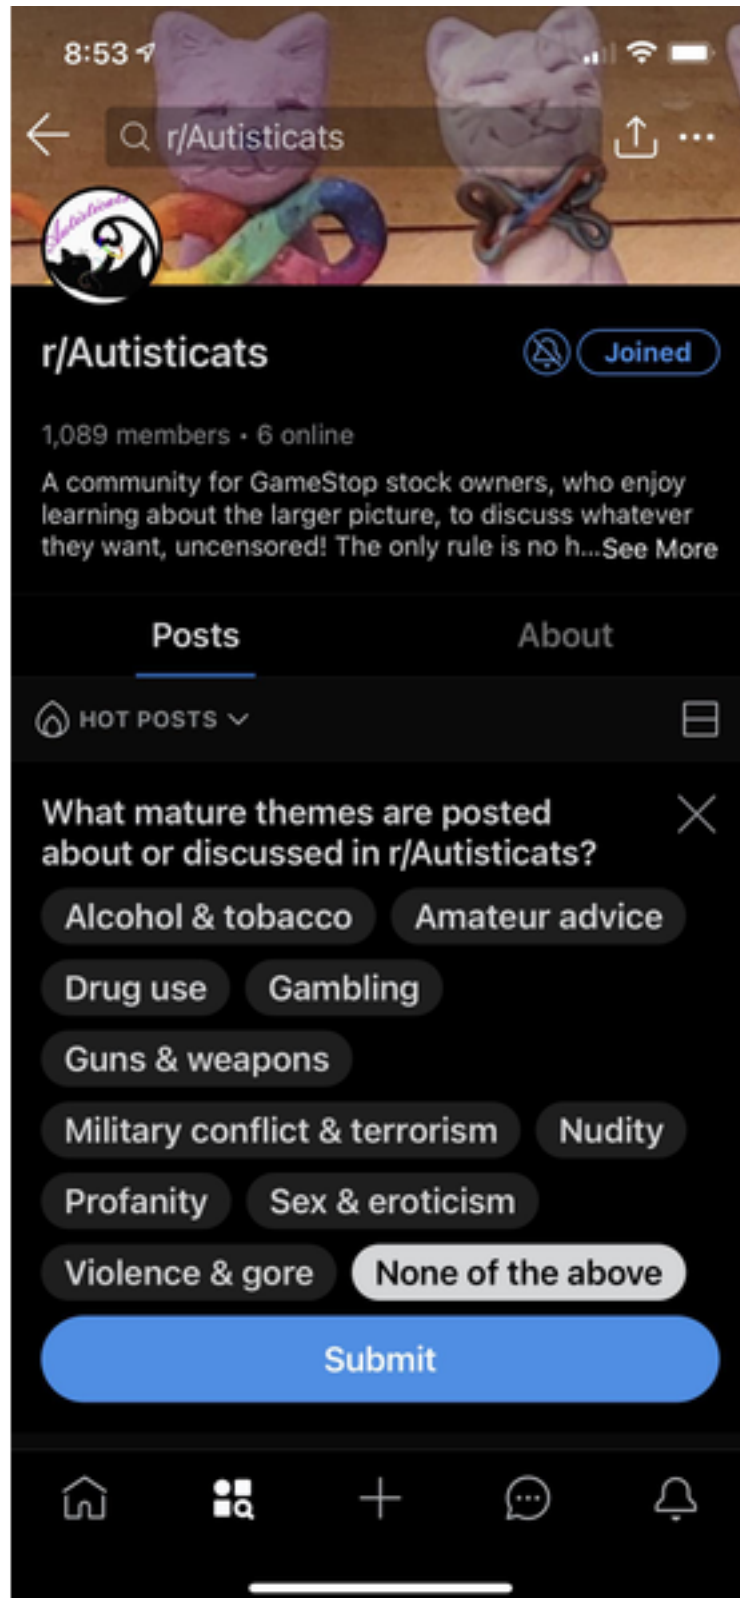 8:53
r/Autisticats
Autisticats
r/Autisticats
Joined
1,089 members • 6 online
A community for GameStop stock owners, who enjoy
learning about the larger picture, to discuss whatever
they want, uncensored! The only rule is no h...See More
Posts About
HOT POSTS
What mature themes are posted
about or discussed in r/Autisticats?
Alcohol & tobacco Amateur advice
Drug use Gambling
Guns & weapons
Military conflict & terrorism Nudity
Profanity Sex & eroticism
Violence & gore None of the above
Submit